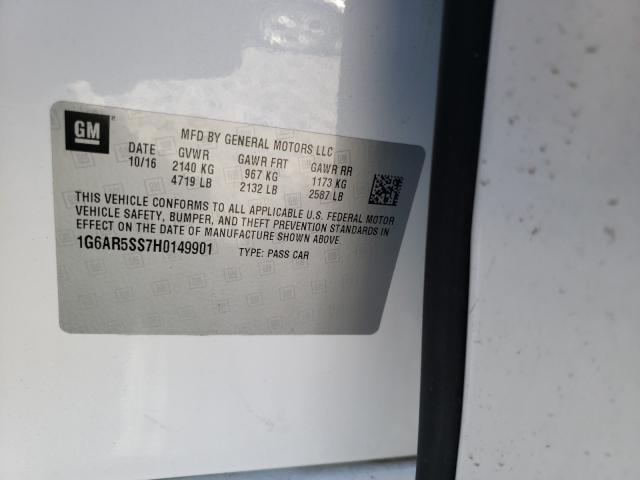 GM
MFD BY GENERAL MOTORS LLC
DATE GVWR GAWR FRT GAWR RR
10/16 2140 KG 967 KG 1173 KG
4719 LB 2132 LB 2587 LB
THIS VEHICLE CONFORMS TO ALL APPLICABLE U.S. FEDERAL MOTOR
VEHICLE SAFETY, BUMPER, AND THEFT PREVENTION STANDARDS IN
EFFECT ON THE DATE OF MANUFACTURE SHOWN ABOVE.
1G6AR5SS7H0149901 TYPE: PASS CAR